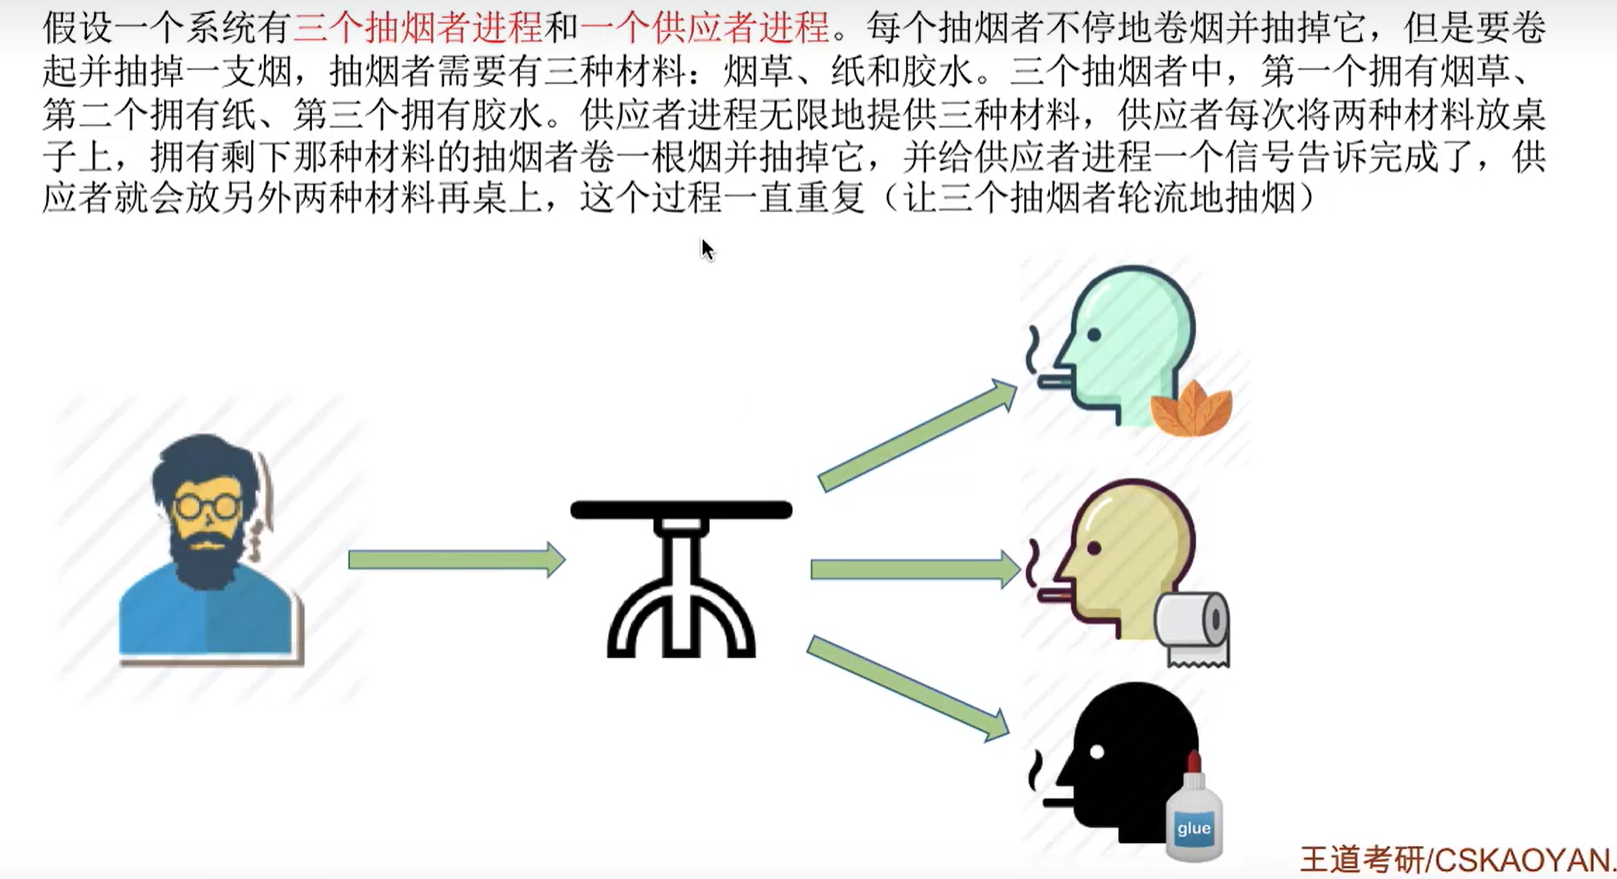 假设一个系统有三个抽烟者进程和一个供应者进程。每个抽烟者不停地卷烟并抽掉它，但是要卷
起并抽掉一支烟，抽烟者需要有三种材料：烟草、纸和胶水。三个抽烟者中，第一个拥有烟草、
第二个拥有纸、第三个拥有胶水。供应者进程无限地提供三种材料，供应者每次将两种材料放桌
子上，拥有剩下那种材料的抽烟者卷一根烟并抽掉它，并给供应者进程一个信号告诉完成了，供
应者就会放另外两种材料再桌上，这个过程一直重复（让三个抽烟者轮流地抽烟）
glue
王道考研/CSKAOYAN.